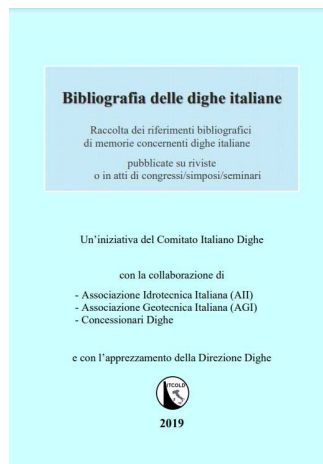 Bibliografia delle dighe italiane
Raccolta dei riferimenti bibliografici
di memorie concernenti dighe italiane
pubblicate su riviste
o in atti di congressi/simposi/seminari
Un'iniziativa del Comitato Italiano Dighe
con la collaborazione di
- Associazione Idrotecnica Italiana (AII)
- Associazione Geotecnica Italiana (AGI)
- Concessionari Dighe
e con l'apprezzamento della Direzione Dighe
ITCOLD
2019